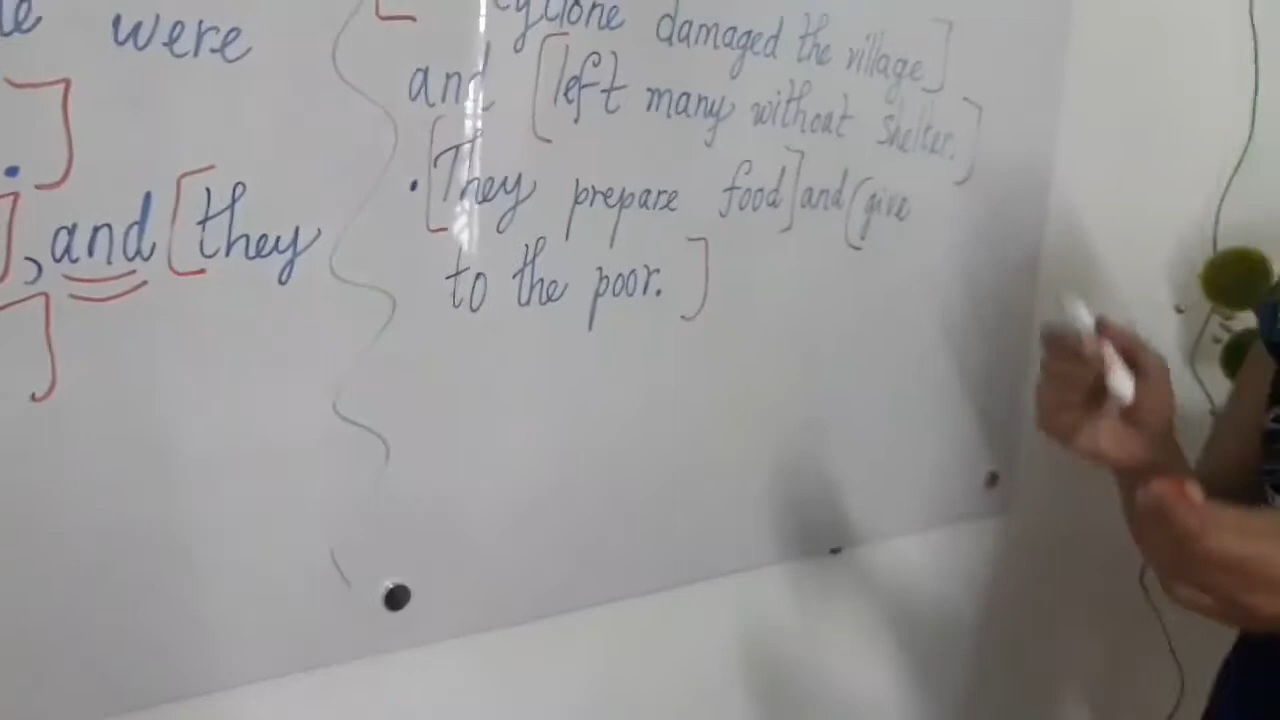 were
]
.
], and [they
]
[ cyclone damaged the village]
and [left many without shelter.]
. [They prepare food] and [give
to the poor.]